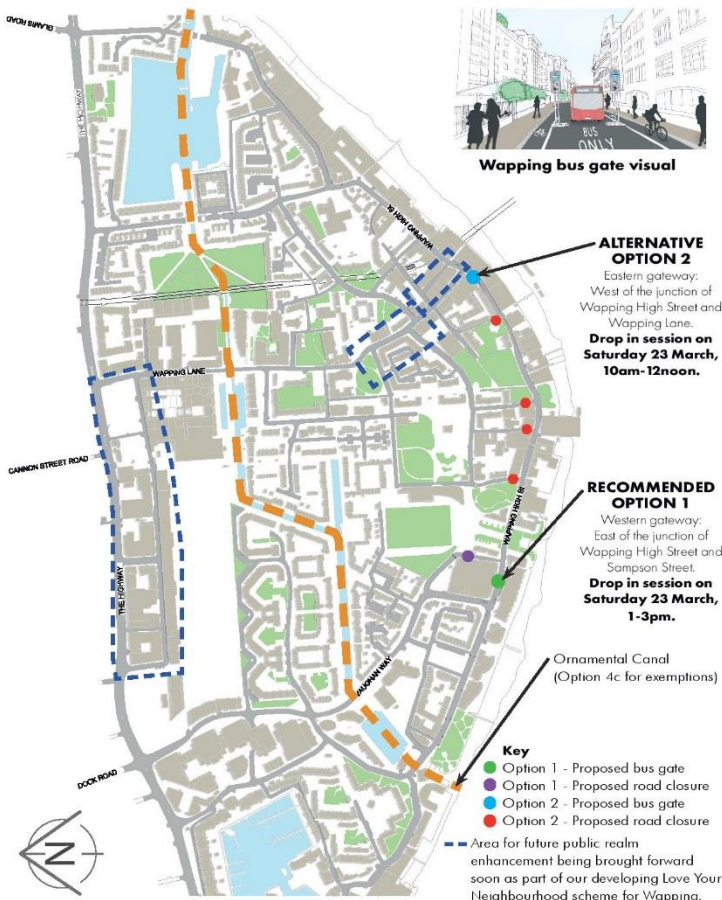 GLAMIS ROAD
THE HIGHWAY
BUS
ONLY
Wapping bus gate visual
WAPPING HIGH St.
ALTERNATIVE
OPTION 2
Eastern gateway:
West of the junction of
Wapping High Street and
Wapping Lane.
Drop in session on
Saturday 23 March,
10am-12noon.
WAPPING LANE
CANNON STREET ROAD
THE HIGHWAY
WAPPING HIGH St
RECOMMENDED
OPTION 1
Western gateway:
East of the junction of
Wapping High Street and
Sampson Street.
Drop in session on
Saturday 23 March,
1-3pm.
VAUGHAN WAY
Ornamental Canal
(Option 4c for exemptions)
DOCK ROAD
Key
Option 1 - Proposed bus gate
Option 1 - Proposed road closure
Option 2 - Proposed bus gate
Option 2 - Proposed road closure
Area for future public realm
enhancement being brought forward
soon as part of our developing Love Your
Neighbourhood scheme for Wapping.
N